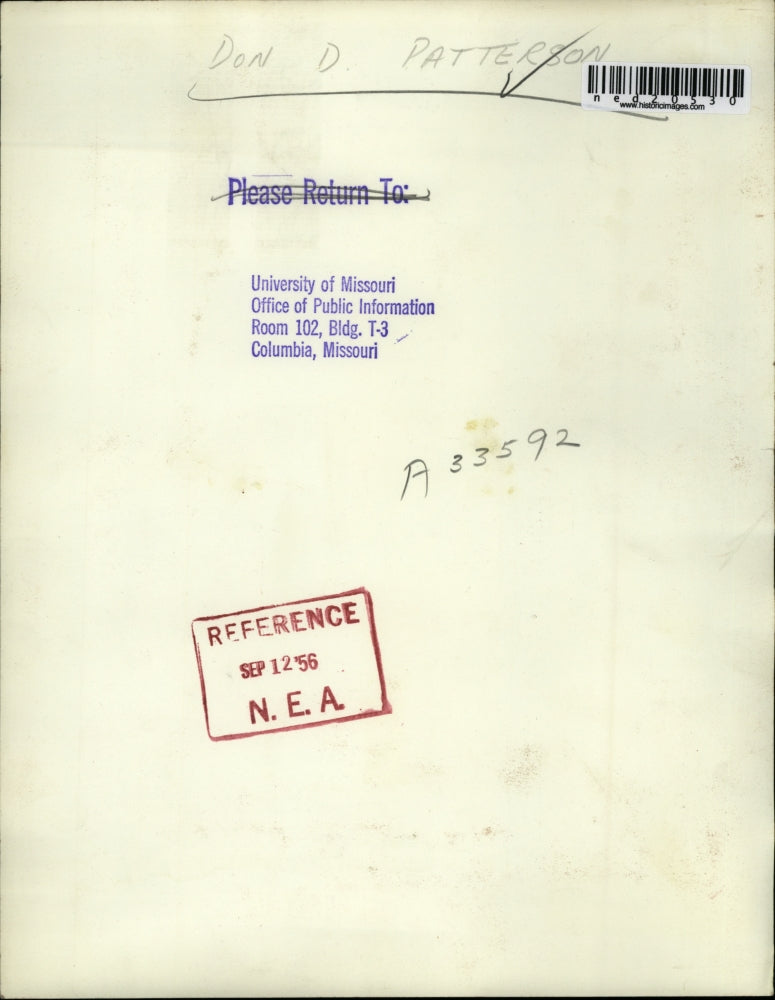 DON D. PATTERSON
ned20530
www.historicimages.com
Please Return To:
University of Missouri
Office of Public Information
Room 102, Bldg. T-3
Columbia, Missouri
A 33592
REFERENCE
SEP 12 '56
N. E. A.